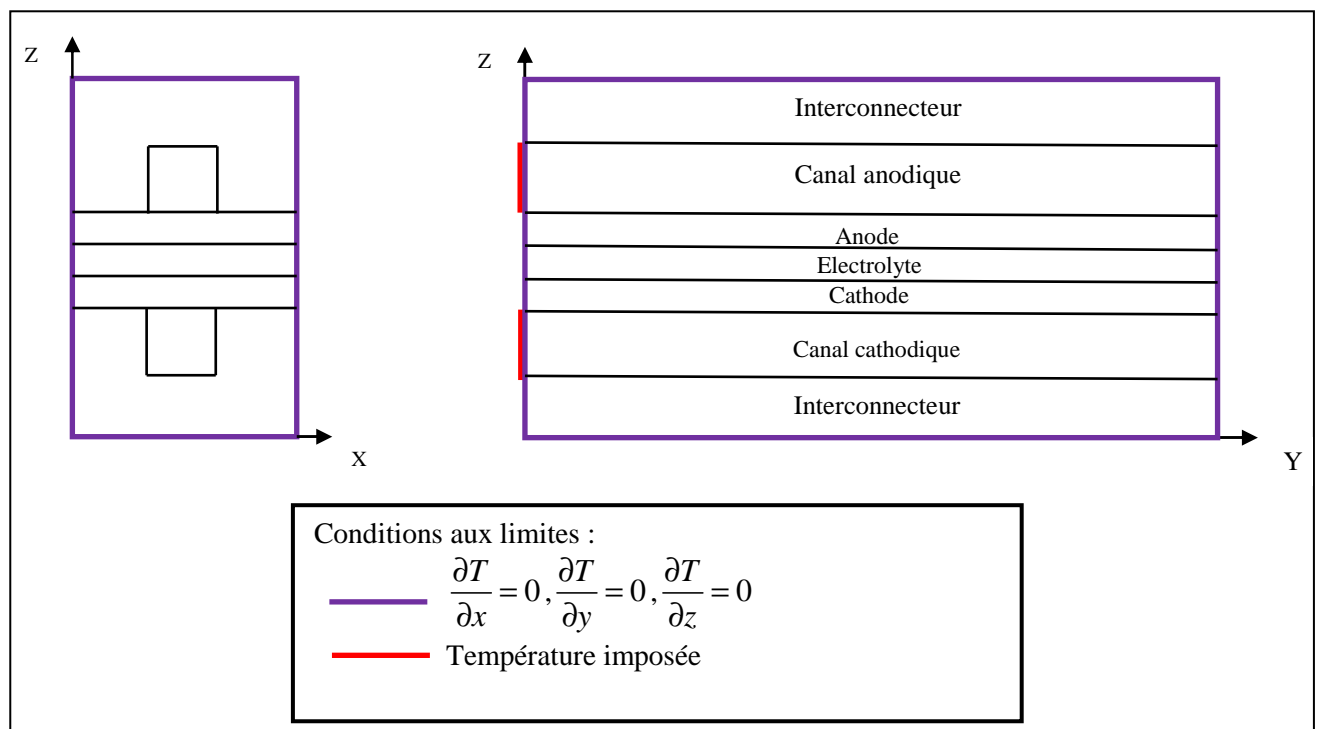 Z
Z
Interconnecteur
Canal anodique
Anode
Electrolyte
Cathode
Canal cathodique
Interconnecteur
X
Y
Conditions aux limites :
∂T/∂x = 0, ∂T/∂y = 0, ∂T/∂z = 0
Température imposée